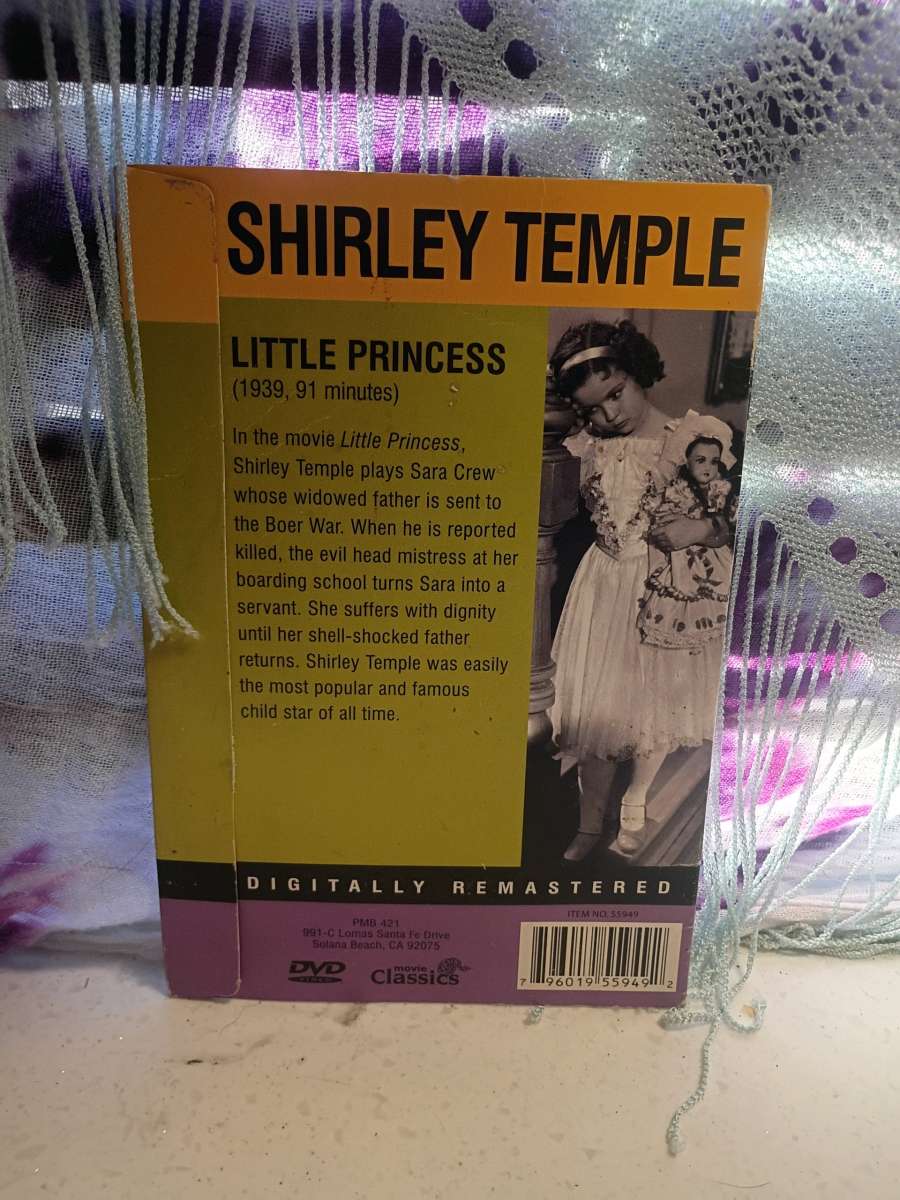 SHIRLEY TEMPLE
LITTLE PRINCESS
(1939, 91 minutes)
In the movie Little Princess,
Shirley Temple plays Sara Crew
whose widowed father is sent to
the Boer War. When he is reported
killed, the evil head mistress at her
boarding school turns Sara into a
servant. She suffers with dignity
until her shell-shocked father
returns. Shirley Temple was easily
the most popular and famous
child star of all time.
DIGITALLY REMASTERED
PMB 421
991-C Lomas Santa Fe Drive
Solana Beach, CA 92075
DVD
VIDEO
movie
Classics
ITEM NO. 55949
7 96019 55949 2